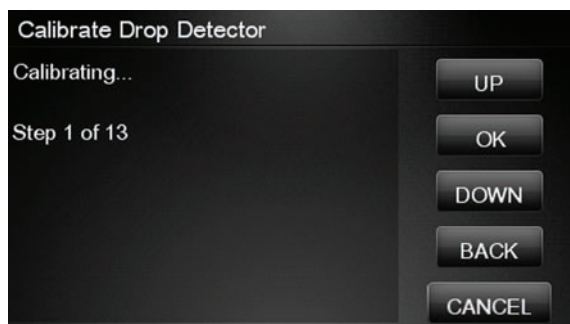 Calibrate Drop Detector
Calibrating...
Step 1 of 13
UP
OK
DOWN
BACK
CANCEL